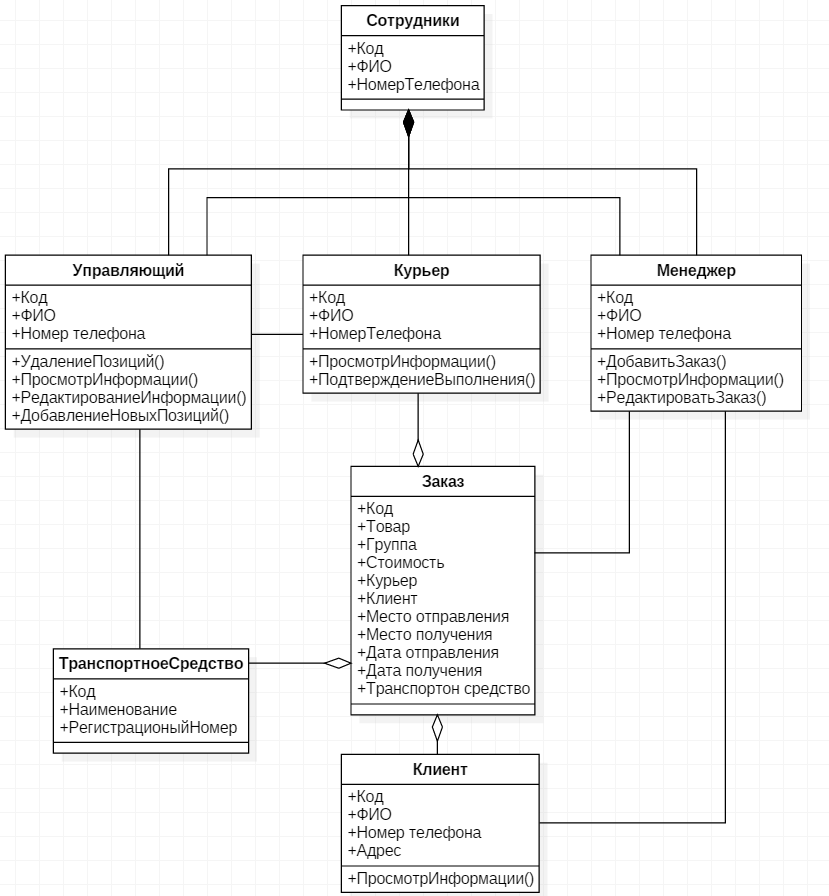 Сотрудники
+Код
+ФИО
+НомерТелефона
Управляющий
+Код
+ФИО
+Номер телефона
+УдалениеПозиций()
+ПросмотрИнформации()
+РедактированиеИнформации()
+ДобавлениеНовыхПозиций()
Курьер
+Код
+ФИО
+НомерТелефона
+ПросмотрИнформации()
+ПодтверждениеВыполнения()
Менеджер
+Код
+ФИО
+Номер телефона
+ДобавитьЗаказ()
+ПросмотрИнформации()
+РедактироватьЗаказ()
Заказ
+Код
+Товар
+Группа
+Стоимость
+Курьер
+Клиент
+Место отправления
+Место получения
+Дата отправления
+Дата получения
+Транспортон средство
ТранспортноеСредство
+Код
+Наименование
+РегистрационыйНомер
Клиент
+Код
+ФИО
+Номер телефона
+Адрес
+ПросмотрИнформации()